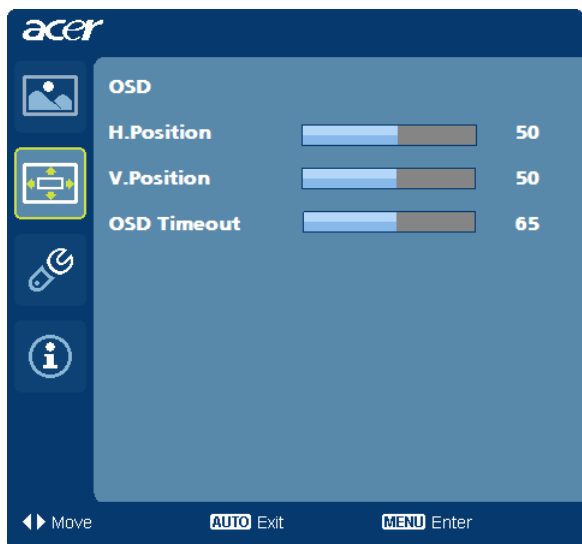 acer
OSD
H.Position 50
V.Position 50
OSD Timeout 65
Move AUTO Exit MENU Enter